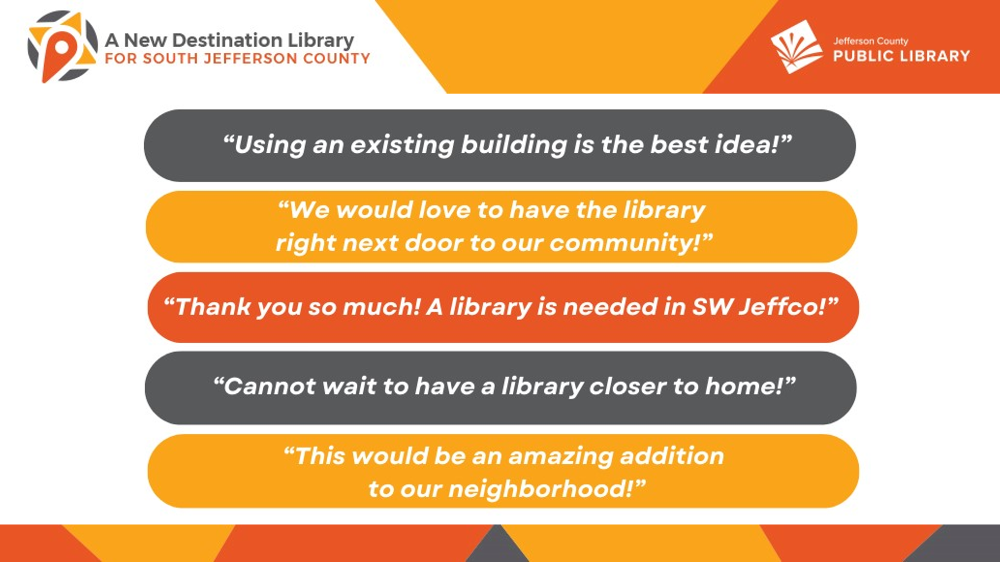 A New Destination Library
FOR SOUTH JEFFERSON COUNTY
Jefferson County
PUBLIC LIBRARY
“Using an existing building is the best idea!”
“We would love to have the library
right next door to our community!”
“Thank you so much! A library is needed in SW Jeffco!”
“Cannot wait to have a library closer to home!”
“This would be an amazing addition
to our neighborhood!”